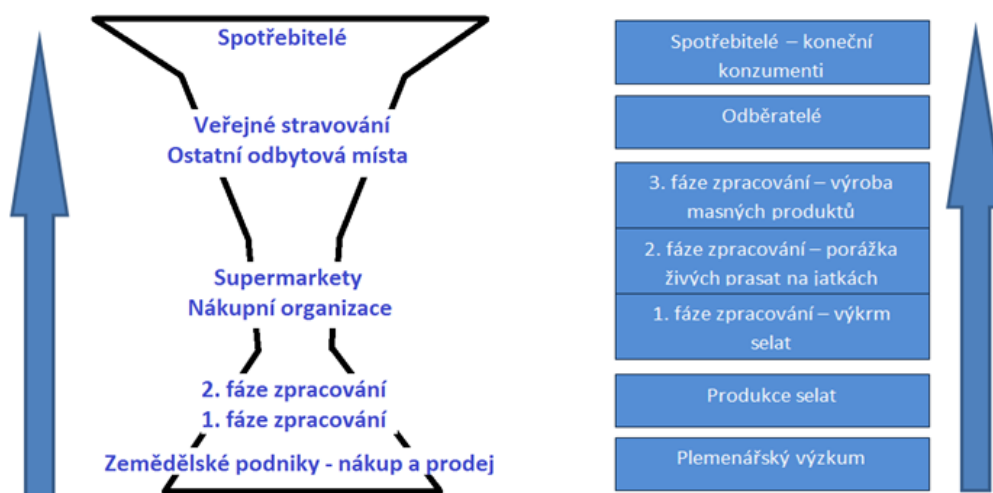 Spotřebitelé
Veřejné stravování
Ostatní odbytová místa
Supermarkety
Nákupní organizace
2. fáze zpracování
1. fáze zpracování
Zemědělské podniky - nákup a prodej
Spotřebitelé – koneční
konzumenti
Odběratelé
3. fáze zpracování – výroba
masných produktů
2. fáze zpracování – porážka
živých prasat na jatkách
1. fáze zpracování – výkrm
selat
Produkce selat
Plemenářský výzkum